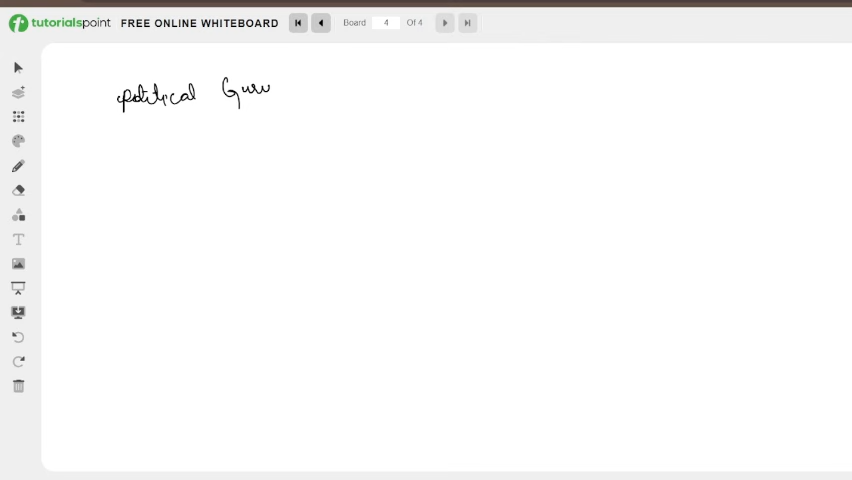 tutorialspoint FREE ONLINE WHITEBOARD Board 4 Of 4
political Guru